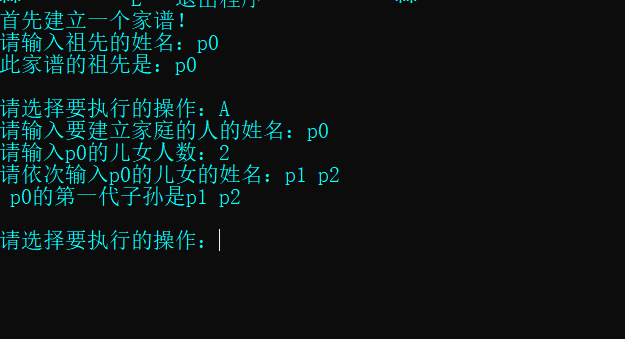 首先建立一个家谱！
请输入祖先的姓名：p0
此家谱的祖先是：p0
请选择要执行的操作：A
请输入要建立家庭的人的姓名：p0
请输入p0的儿女人数：2
请依次输入p0的儿女的姓名：p1 p2
p0的第一代子孙是p1 p2
请选择要执行的操作：